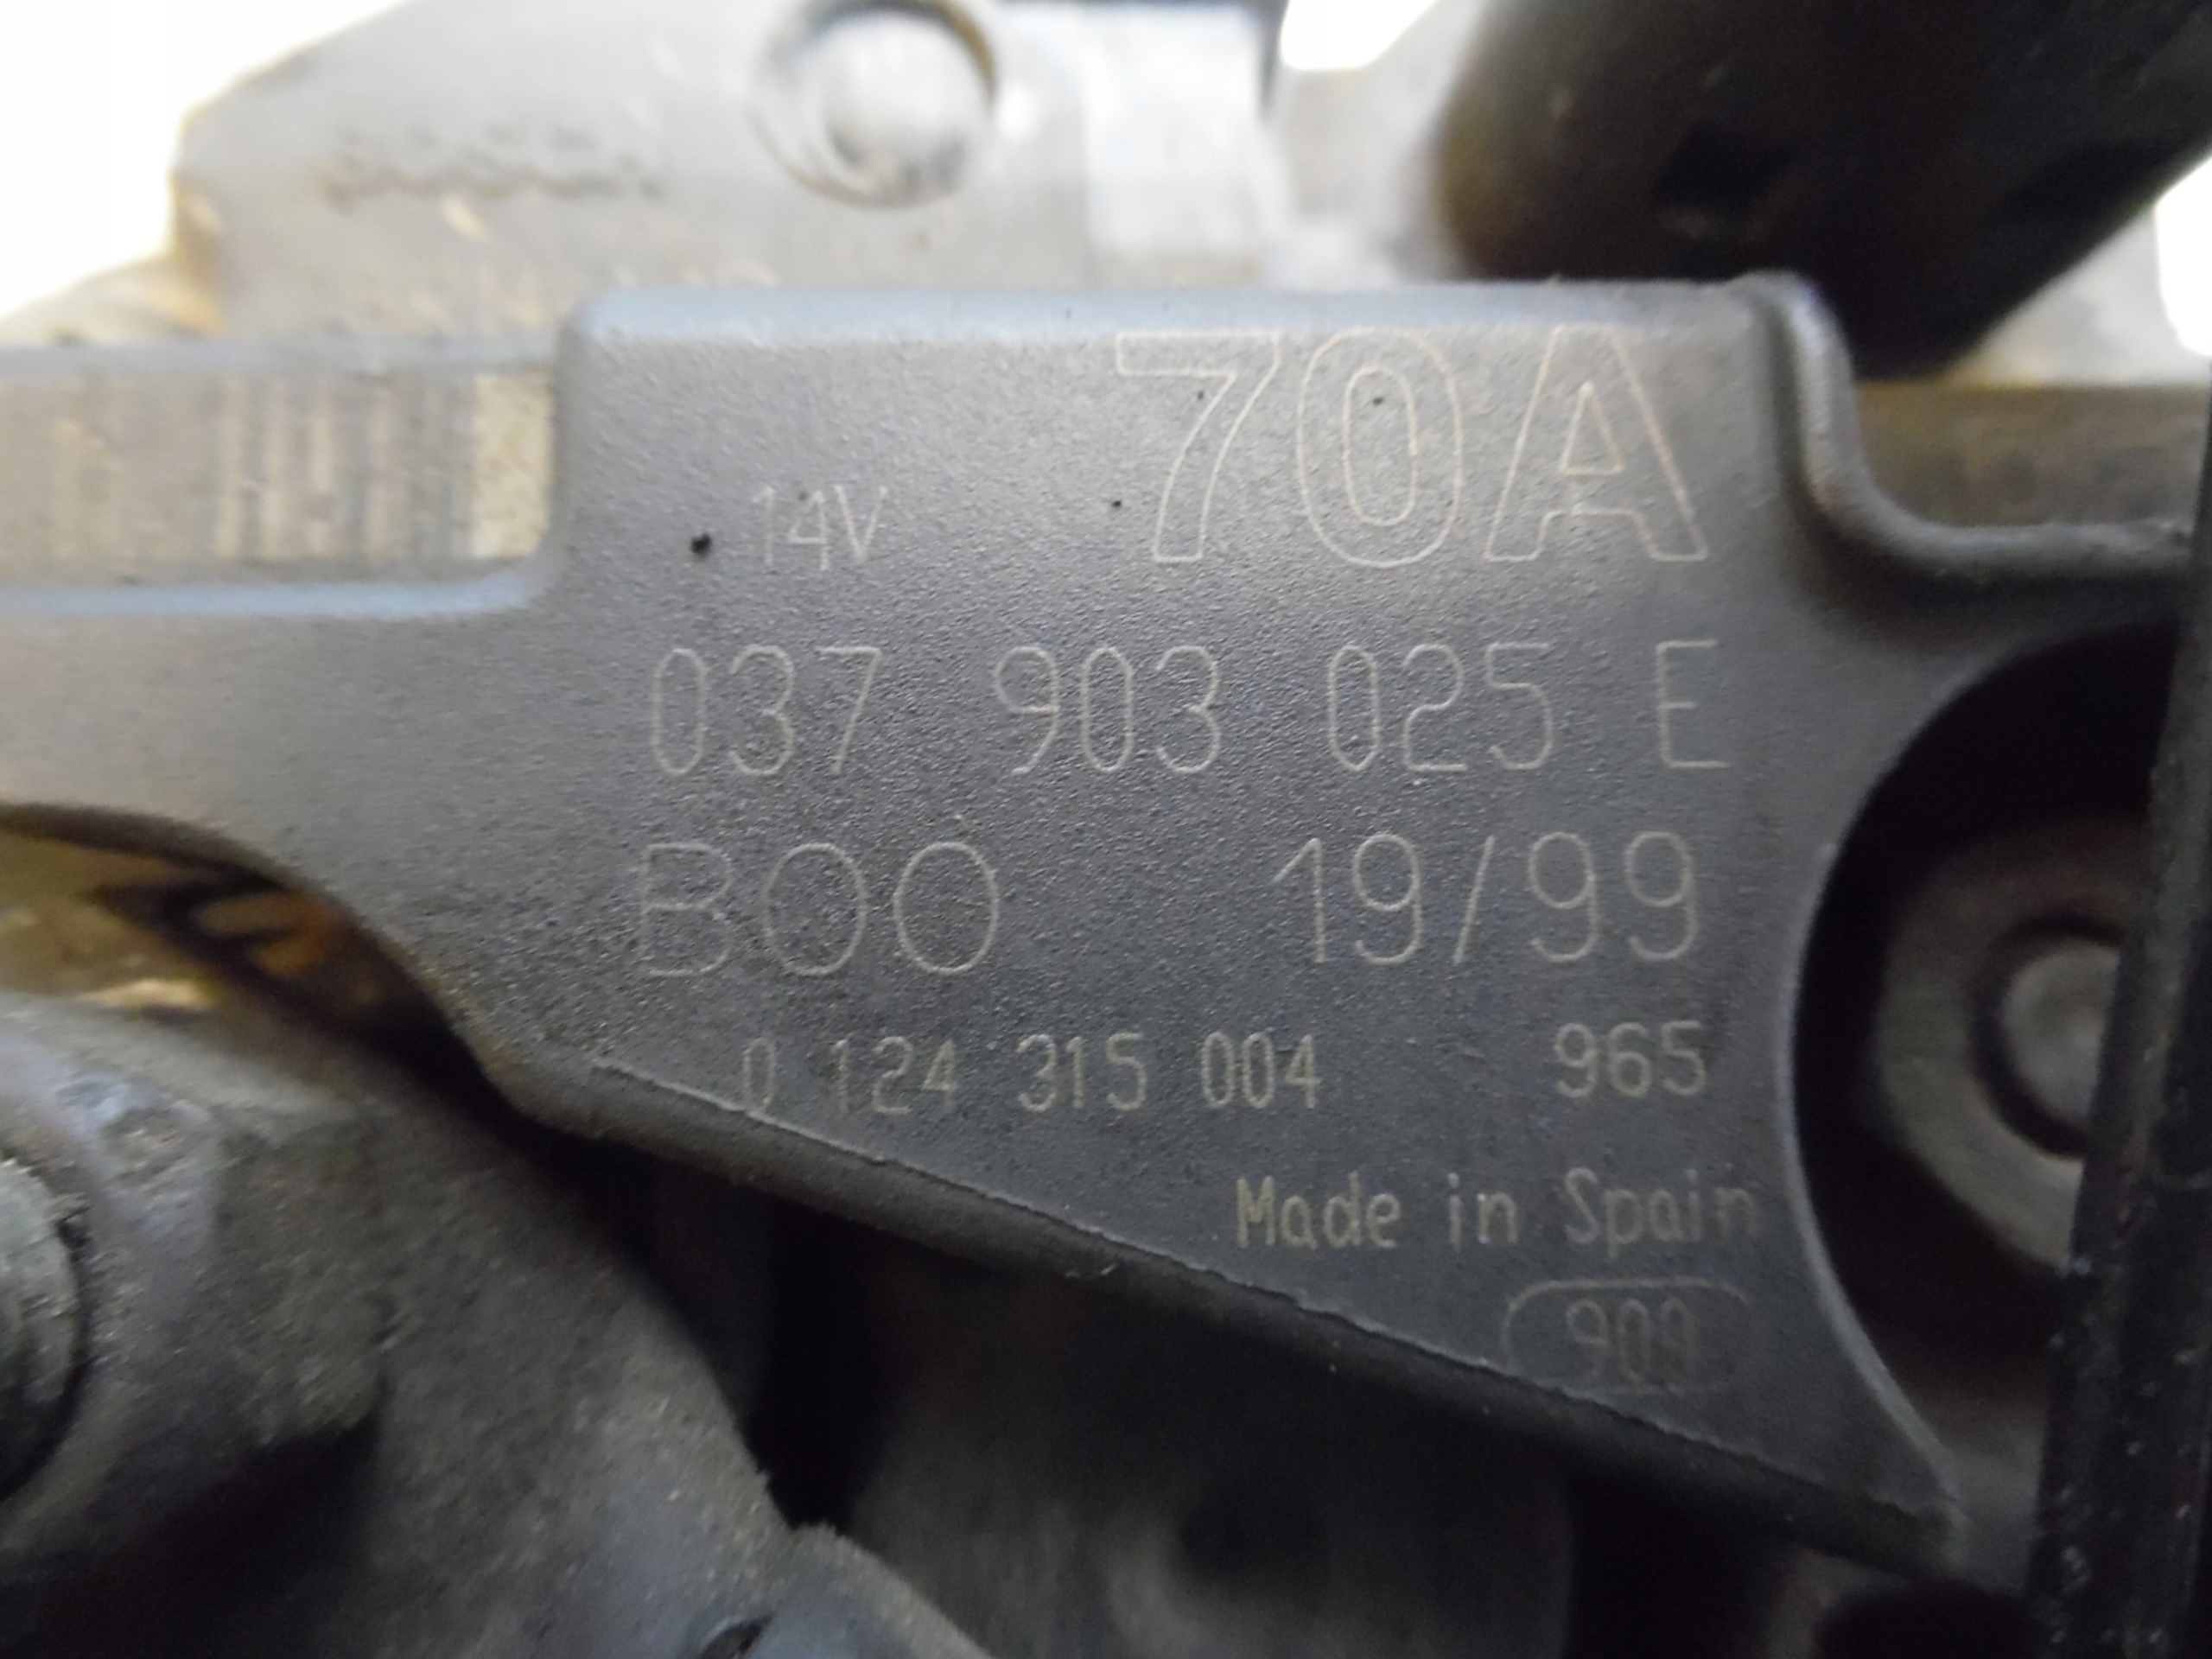 70A
14V
037 903 025 E
BOO 19/99
0 124 315 004 965
Made in Spain
909